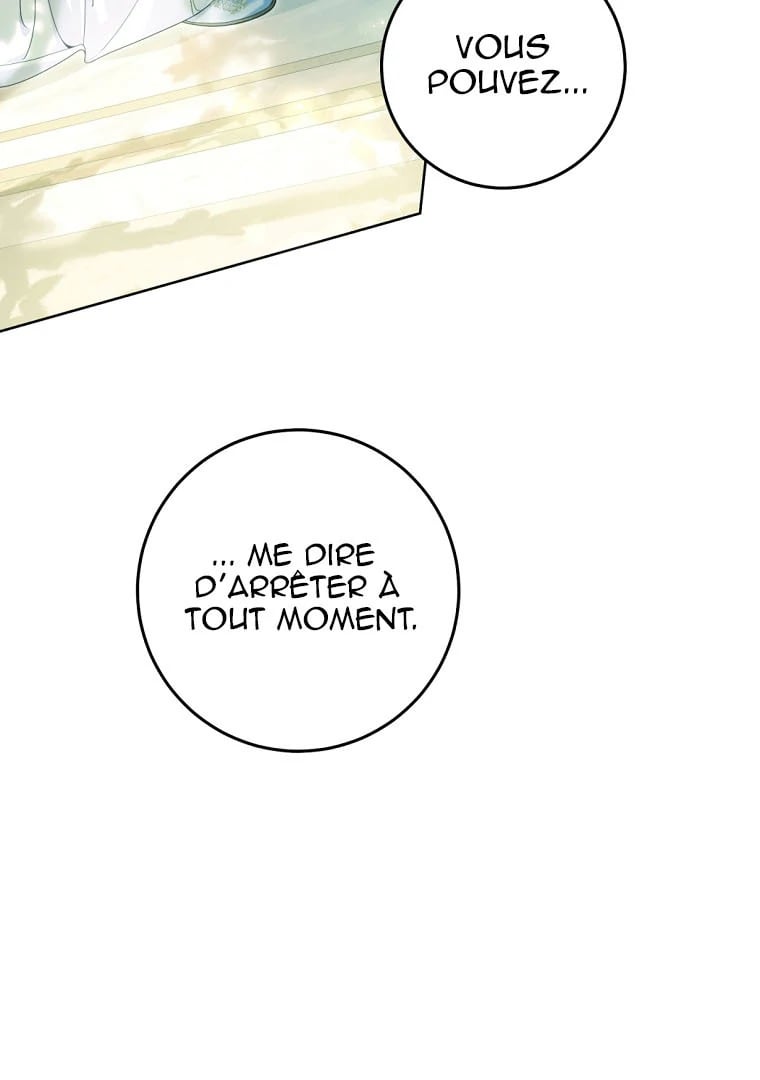 VOUS
POUVEZ...
... ME DIRE
D'ARRÊTER À
TOUT MOMENT.